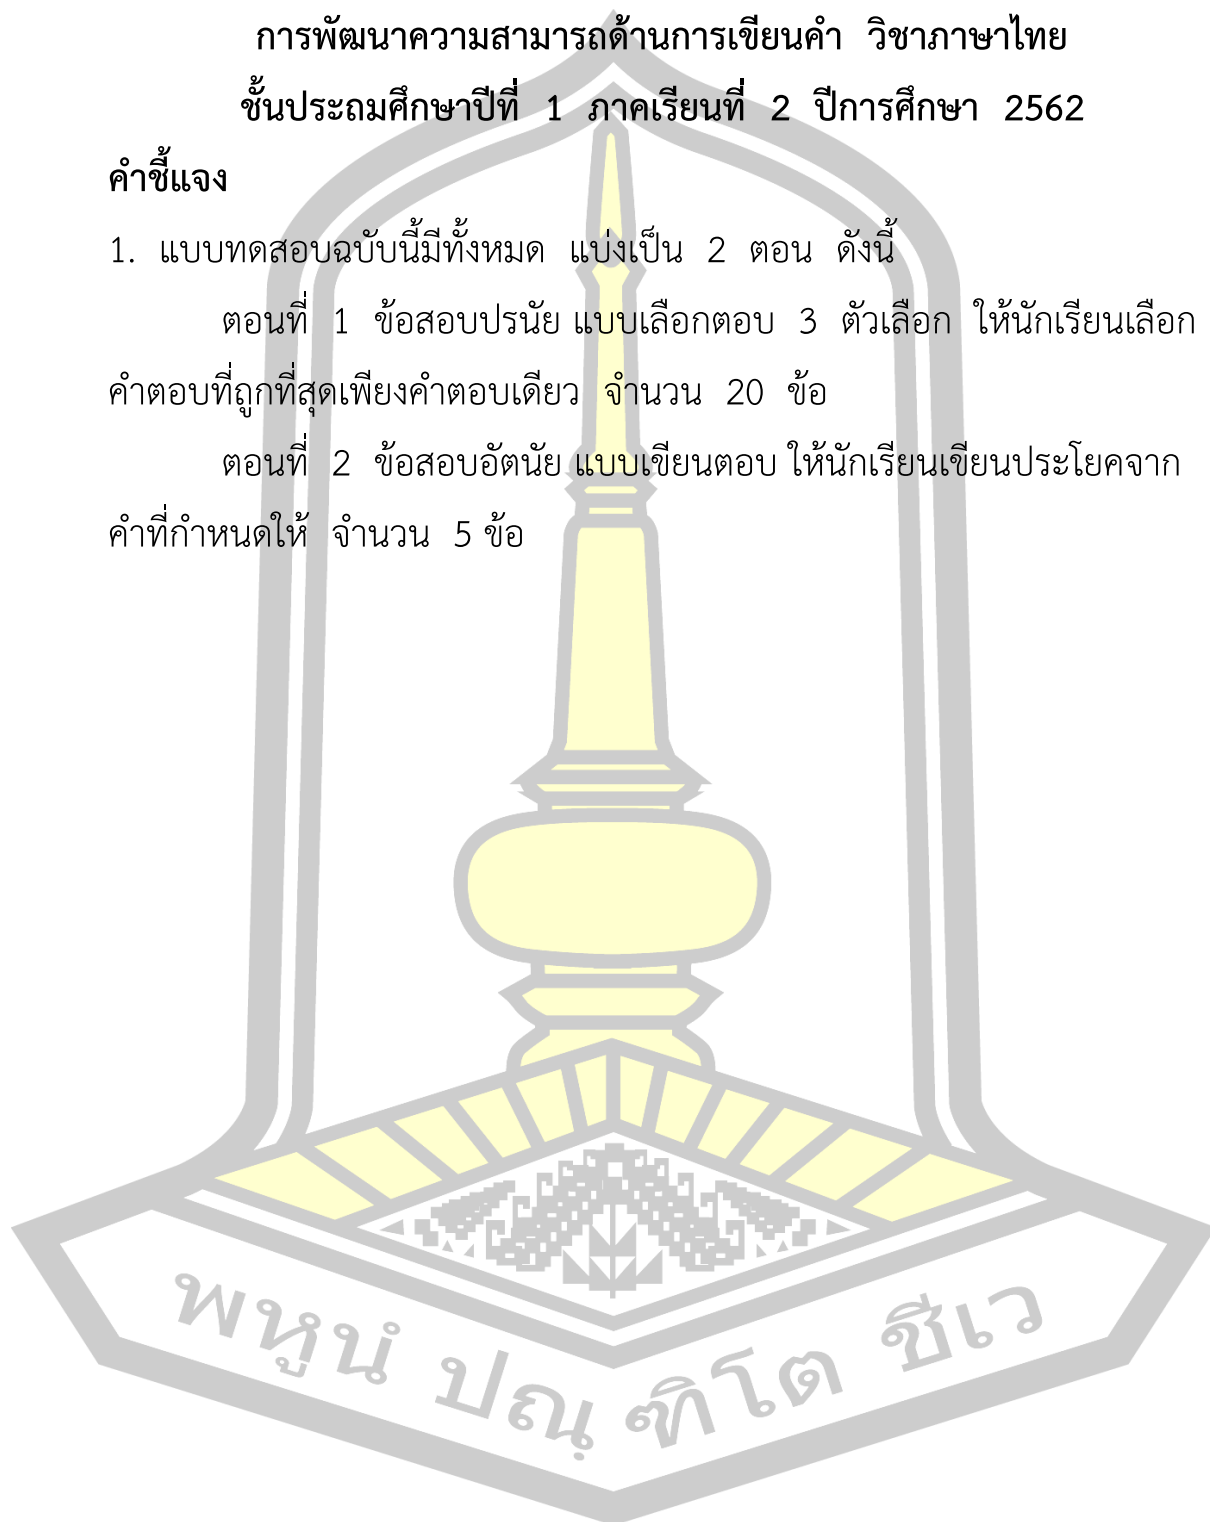 การพัฒนาความสามารถด้านการเขียนคำ วิชาภาษาไทย
ชั้นประถมศึกษาปีที่ 1 ภาคเรียนที่ 2 ปีการศึกษา 2562
คำชี้แจง
1. แบบทดสอบฉบับนี้มีทั้งหมด แบ่งเป็น 2 ตอน ดังนี้
ตอนที่ 1 ข้อสอบปรนัย แบบเลือกตอบ 3 ตัวเลือก ให้นักเรียนเลือก
คำตอบที่ถูกที่สุดเพียงคำตอบเดียว จำนวน 20 ข้อ
ตอนที่ 2 ข้อสอบอัตนัย แบบเขียนตอบ ให้นักเรียนเขียนประโยคจาก
คำที่กำหนดให้ จำนวน 5 ข้อ
พหูนํ ปณฺฑิโต ชีเว